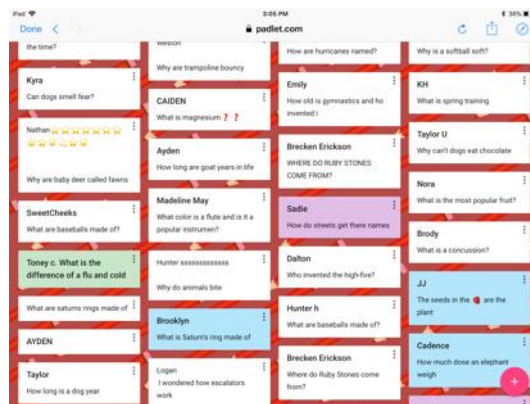 iPad
3:05 PM
38%
Done
padlet.com
the time?
Kyra
Can dogs smell fear?
Nathan
Why are baby deer called fawns
SweetCheeks
What are baseballs made of?
Toney c. What is the
difference of a flu and cold
What are saturns rings made of
AYDEN
Taylor
How long is a dog year
Weston
Why are trampoline bouncy
CAIDEN
What is magnesium ❓ ❓
Ayden
How long are goat years in life
Madeline May
What color is a flute and is it a
popular instrumen?
Hunter sssssssssssss
Why do animals bite
Brooklyn
What is Saturn's ring made of
Logan
I wondered how escalators
work
How are hurricanes named?
Emily
How old is gymnastics and ho
invented i
Brecken Erickson
WHERE DO RUBY STONES
COME FROM?
Sadie
How do streets get there names
Dalton
Who invented the high-five?
Hunter h
What are baseballs made of?
Brecken Erickson
Where do Ruby Stones come
from?
Why is a softball soft?
KH
What is spring training
Taylor U
Why can't dogs eat chocolate
Nora
What is the most popular fruit?
Brody
What is a concussion?
JJ
The seeds in the 🍓 are the
plant
Cadence
How much dose an elephant
weigh